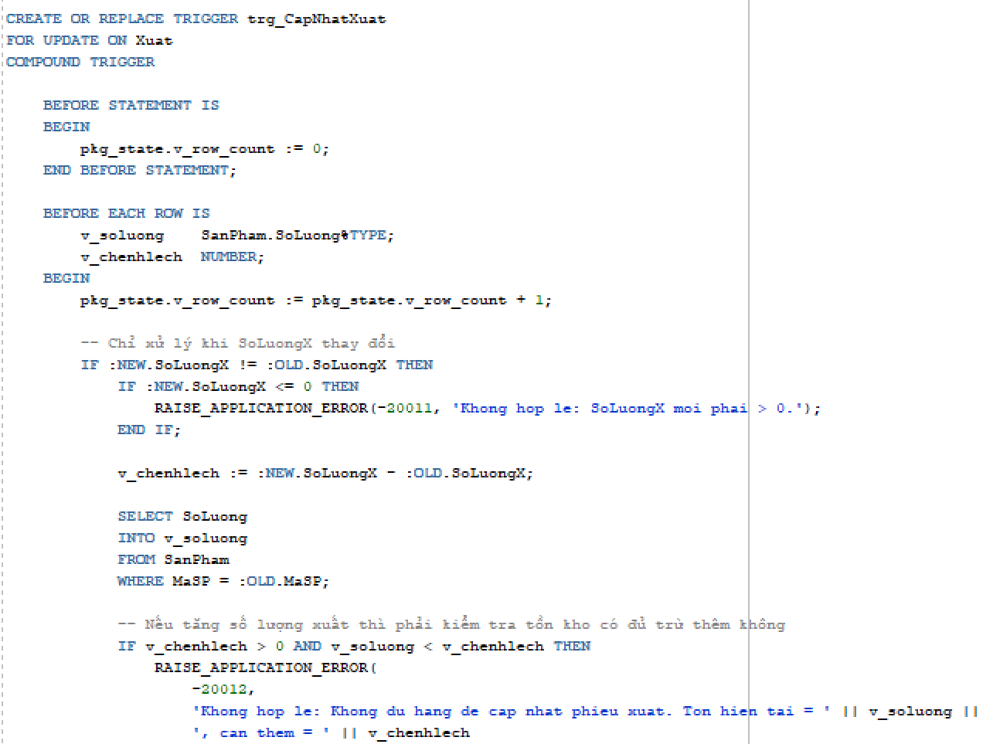 CREATE OR REPLACE TRIGGER trg_CapNhatXuat
FOR UPDATE ON Xuat
COMPOUND TRIGGER
BEFORE STATEMENT IS
BEGIN
pkg_state.v_row_count := 0;
END BEFORE STATEMENT;
BEFORE EACH ROW IS
v_soluong SanPham.SoLuong%TYPE;
v_chenhlech NUMBER;
BEGIN
pkg_state.v_row_count := pkg_state.v_row_count + 1;
-- Chỉ xử lý khi SoLuongX thay đổi
IF :NEW.SoLuongX != :OLD.SoLuongX THEN
IF :NEW.SoLuongX <= 0 THEN
RAISE_APPLICATION_ERROR(-20011, 'Khong hop le: SoLuongX moi phai > 0.');
END IF;
v_chenhlech := :NEW.SoLuongX - :OLD.SoLuongX;
SELECT SoLuong
INTO v_soluong
FROM SanPham
WHERE MaSP = :OLD.MaSP;
-- Nếu tăng số lượng xuất thì phải kiểm tra tồn kho có đủ trừ thêm không
IF v_chenhlech > 0 AND v_soluong < v_chenhlech THEN
RAISE_APPLICATION_ERROR(
-20012,
'Khong hop le: Khong du hang de cap nhat phieu xuat. Ton hien tai = ' || v_soluong ||
', can them = ' || v_chenhlech